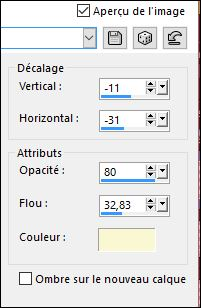 Aperçu de l'image
Décalage
Vertical : -11
Horizontal : -31
Attributs
Opacité : 80
Flou : 32,83
Couleur :
Ombre sur le nouveau calque